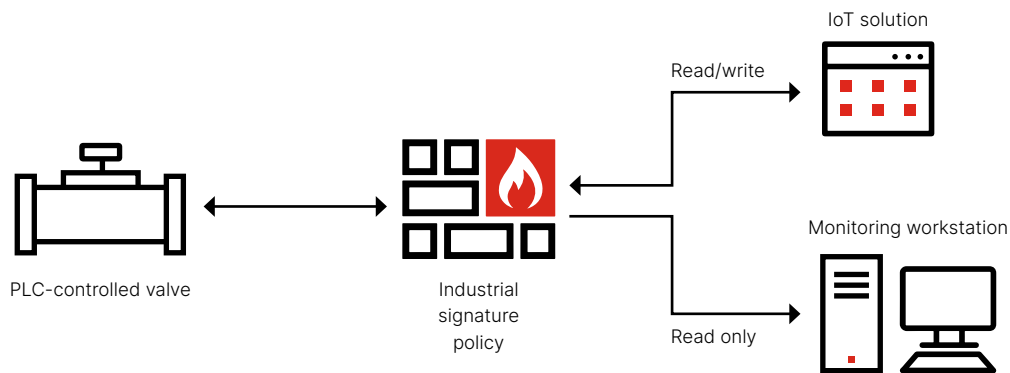 IoT solution
Read/write
Monitoring workstation
PLC-controlled valve
Industrial
signature
policy
Read only